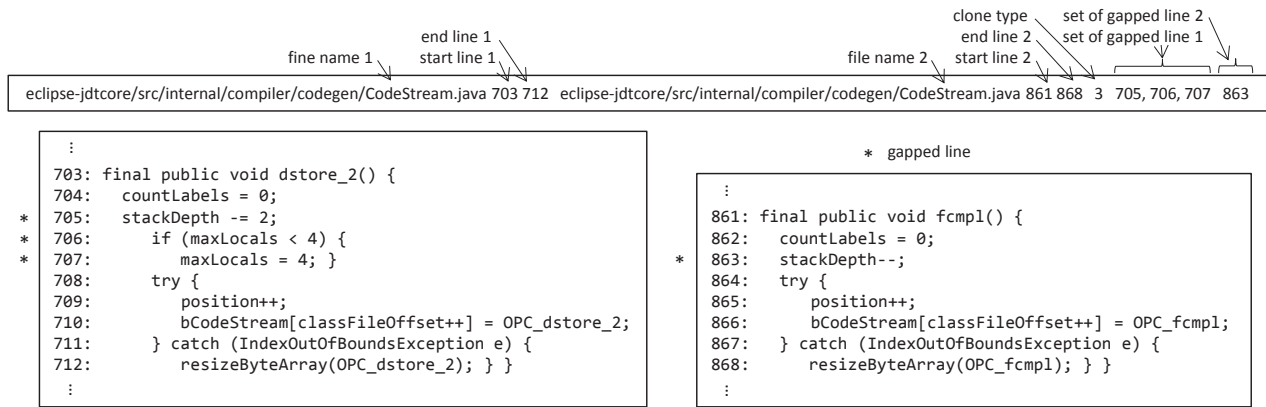 clone type
set of gapped line 2
end line 1
end line 2
set of gapped line 1
fine name 1
start line 1
file name 2
start line 2
eclipse-jdtcore/src/internal/compiler/codegen/CodeStream.java 703 712 eclipse-jdtcore/src/internal/compiler/codegen/CodeStream.java 861 868 3 705, 706, 707 863
* gapped line
⋮
703: final public void dstore_2() {
704: countLabels = 0;
* 705: stackDepth -= 2;
* 706: if (maxLocals < 4) {
* 707: maxLocals = 4; }
708: try {
709: position++;
710: bCodeStream[classFileOffset++] = OPC_dstore_2;
711: } catch (IndexOutOfBoundsException e) {
712: resizeByteArray(OPC_dstore_2); } }
⋮
⋮
861: final public void fcmpl() {
862: countLabels = 0;
* 863: stackDepth--;
864: try {
865: position++;
866: bCodeStream[classFileOffset++] = OPC_fcmpl;
867: } catch (IndexOutOfBoundsException e) {
868: resizeByteArray(OPC_fcmpl); } }
⋮